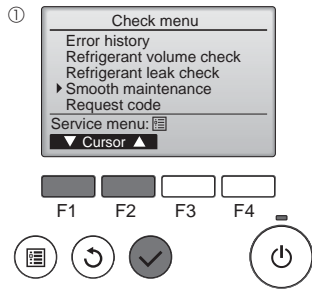 ①
Check menu
Error history
Refrigerant volume check
Refrigerant leak check
Smooth maintenance
Request code
Service menu:
▼ Cursor ▲
F1 F2 F3 F4